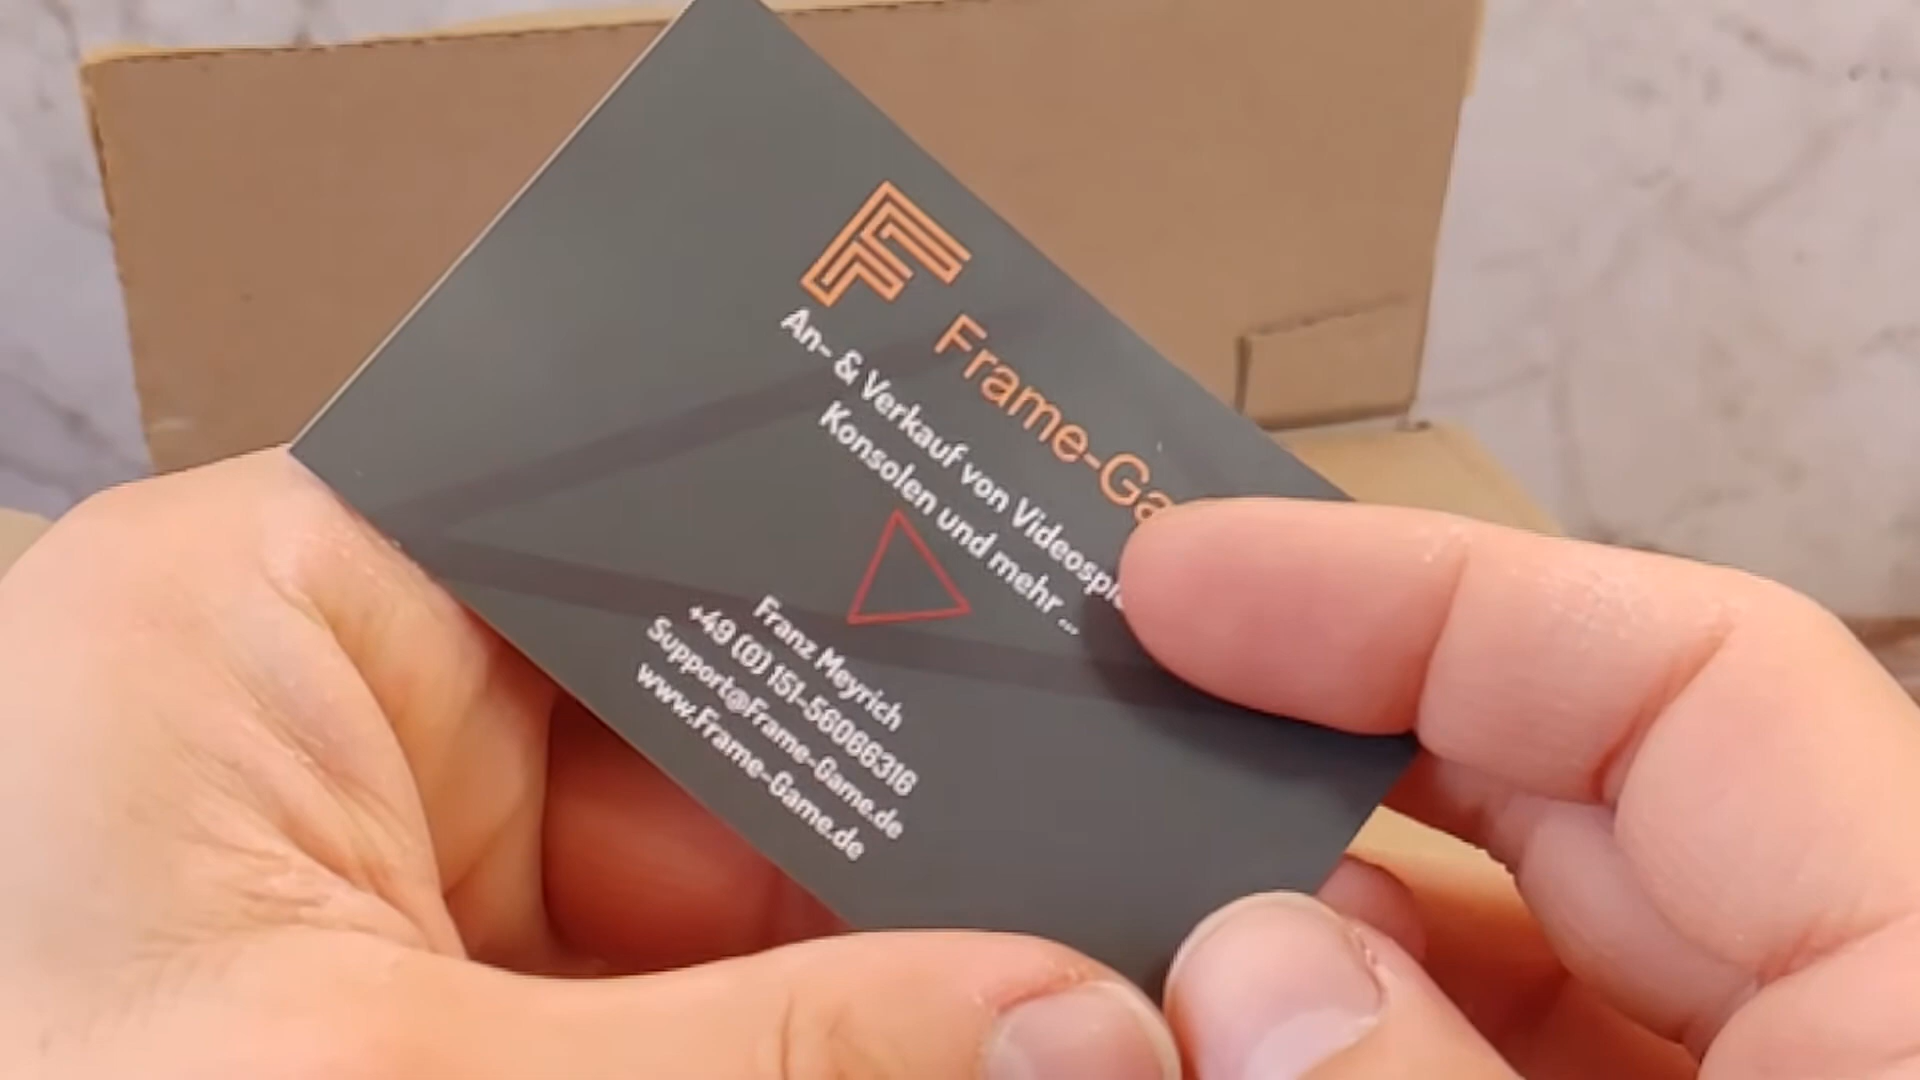 F
Frame-Ga
An- & Verkauf von Videospi
Konsolen und mehr ...
Franz Meyrich
+49 (0) 151-56066316
Support@Frame-Game.de
www.Frame-Game.de